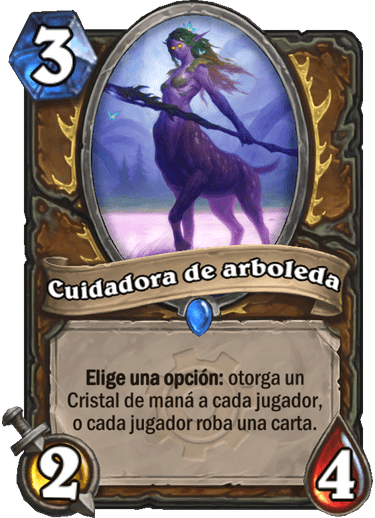 3
Cuidadora de arboleda
Elige una opción: otorga un
Cristal de maná a cada jugador,
o cada jugador roba una carta.
2
4